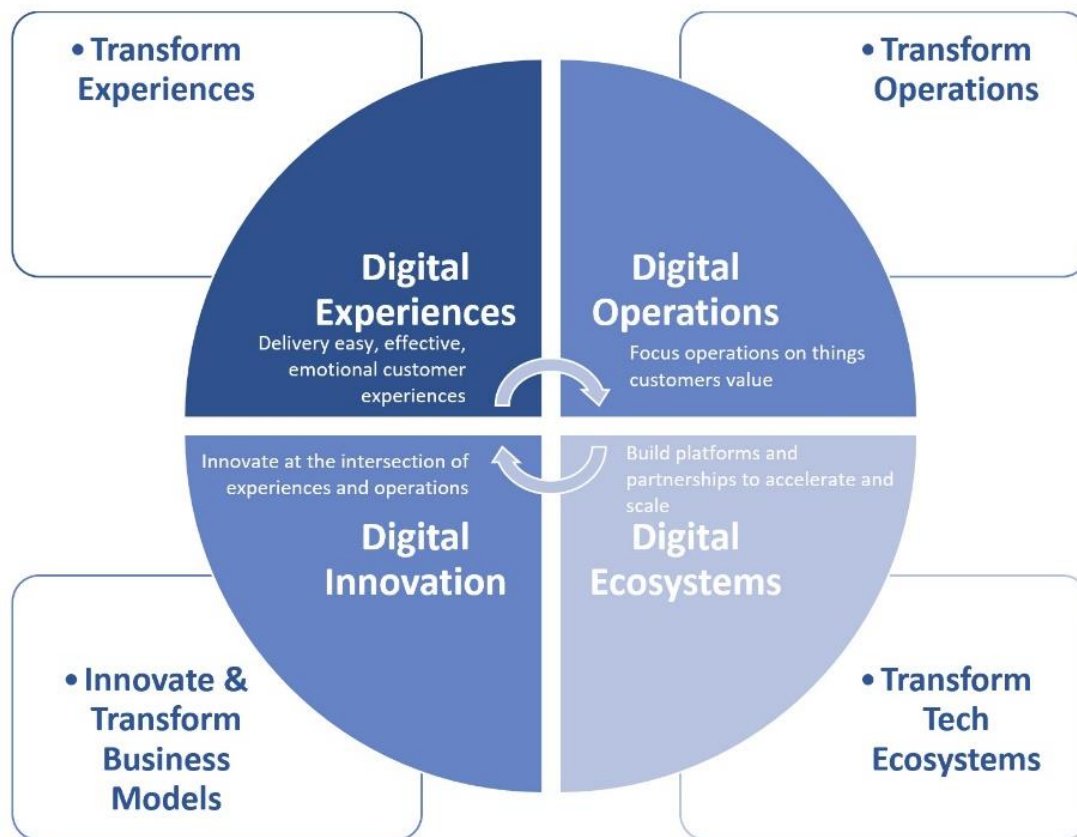 • Transform
Experiences
• Transform
Operations
Digital
Experiences
Delivery easy, effective,
emotional customer
experiences
Digital
Operations
Focus operations on things
customers value
Innovate at the intersection of
experiences and operations
Digital
Innovation
Build platforms and
partnerships to accelerate and
scale
Digital
Ecosystems
• Innovate &
Transform
Business
Models
• Transform
Tech
Ecosystems